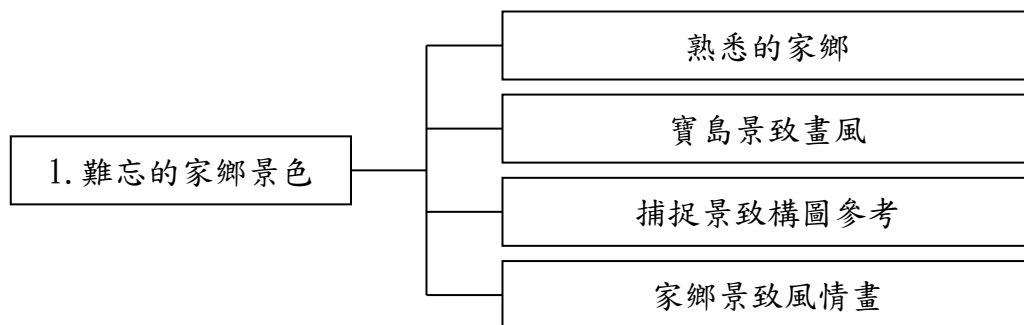 1.難忘的家鄉景色
熟悉的家鄉
寶島景致畫風
捕捉景致構圖參考
家鄉景致風情畫